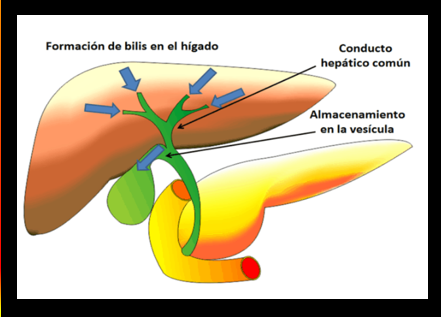 Formación de bilis en el hígado
Conducto
hepático común
Almacenamiento
en la vesícula